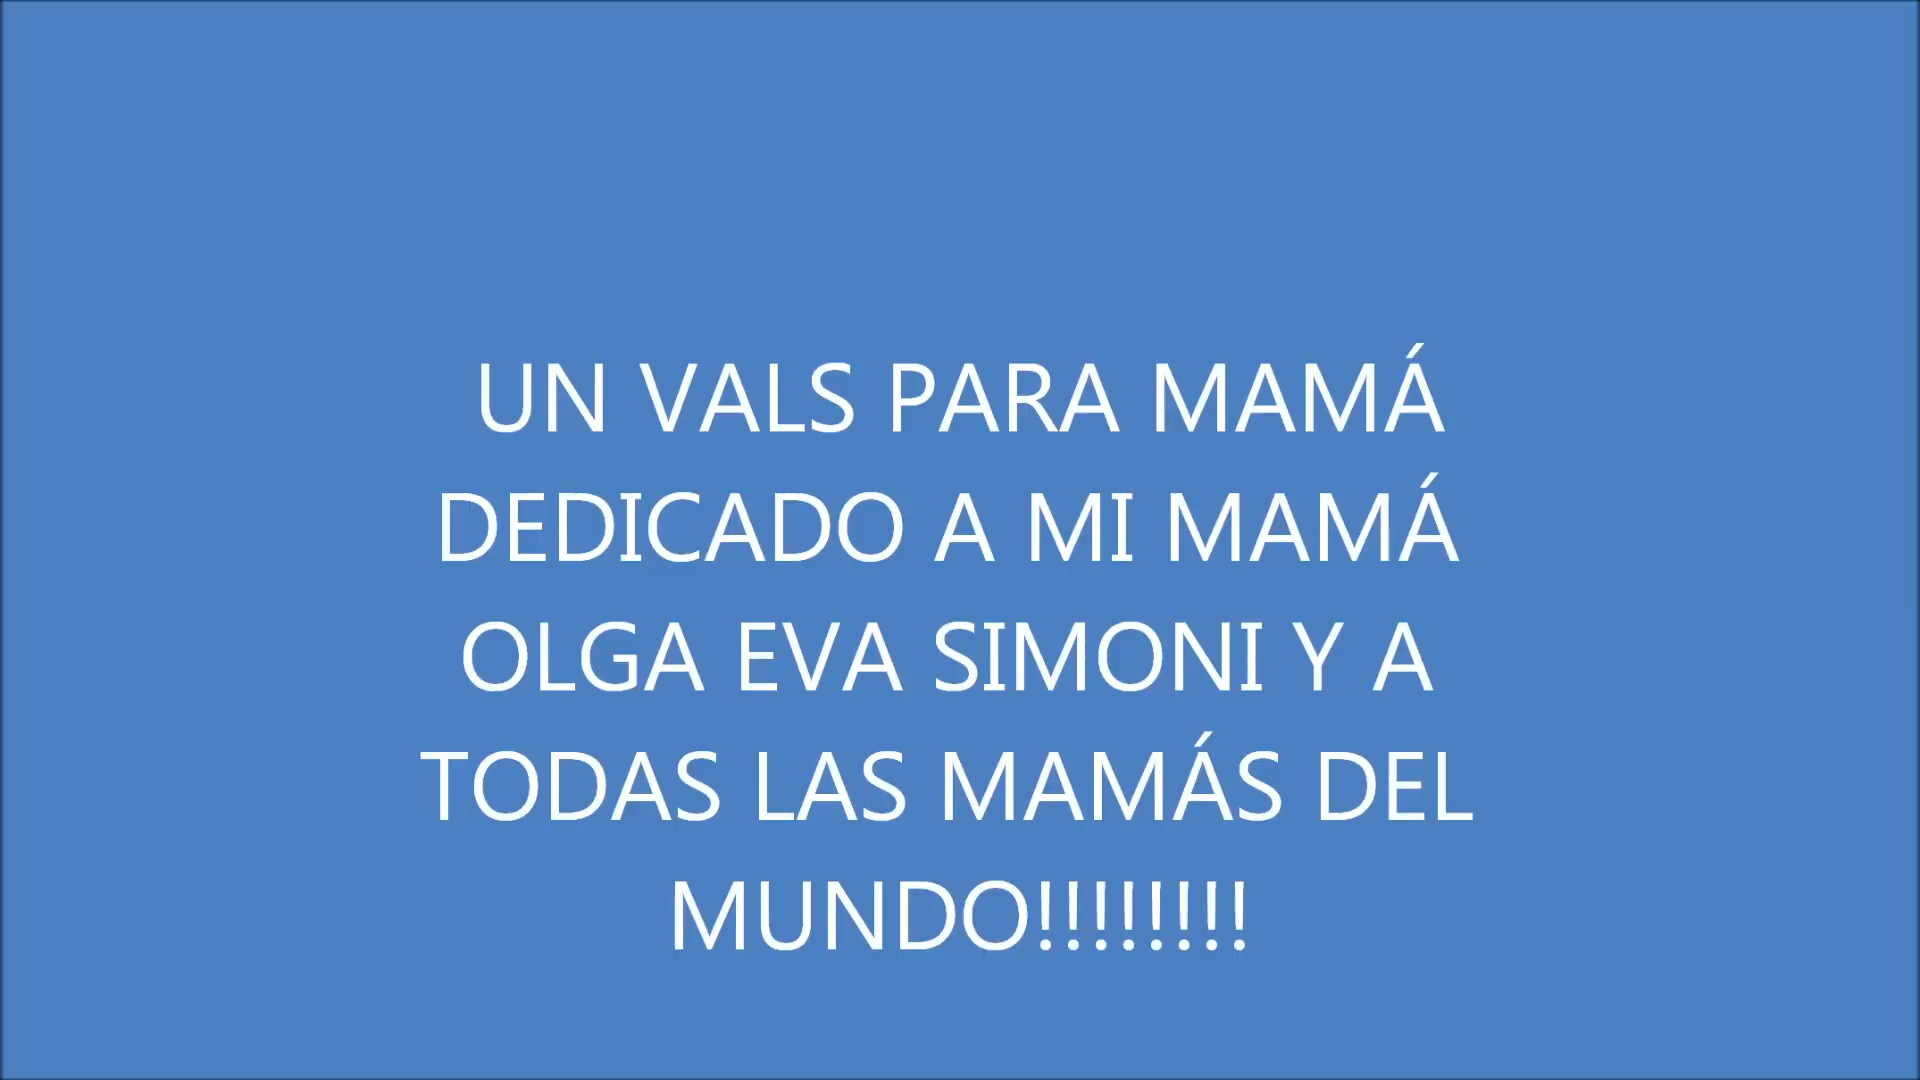 UN VALS PARA MAMÁ
DEDICADO A MI MAMÁ
OLGA EVA SIMONI Y A
TODAS LAS MAMÁS DEL
MUNDO!!!!!!!!